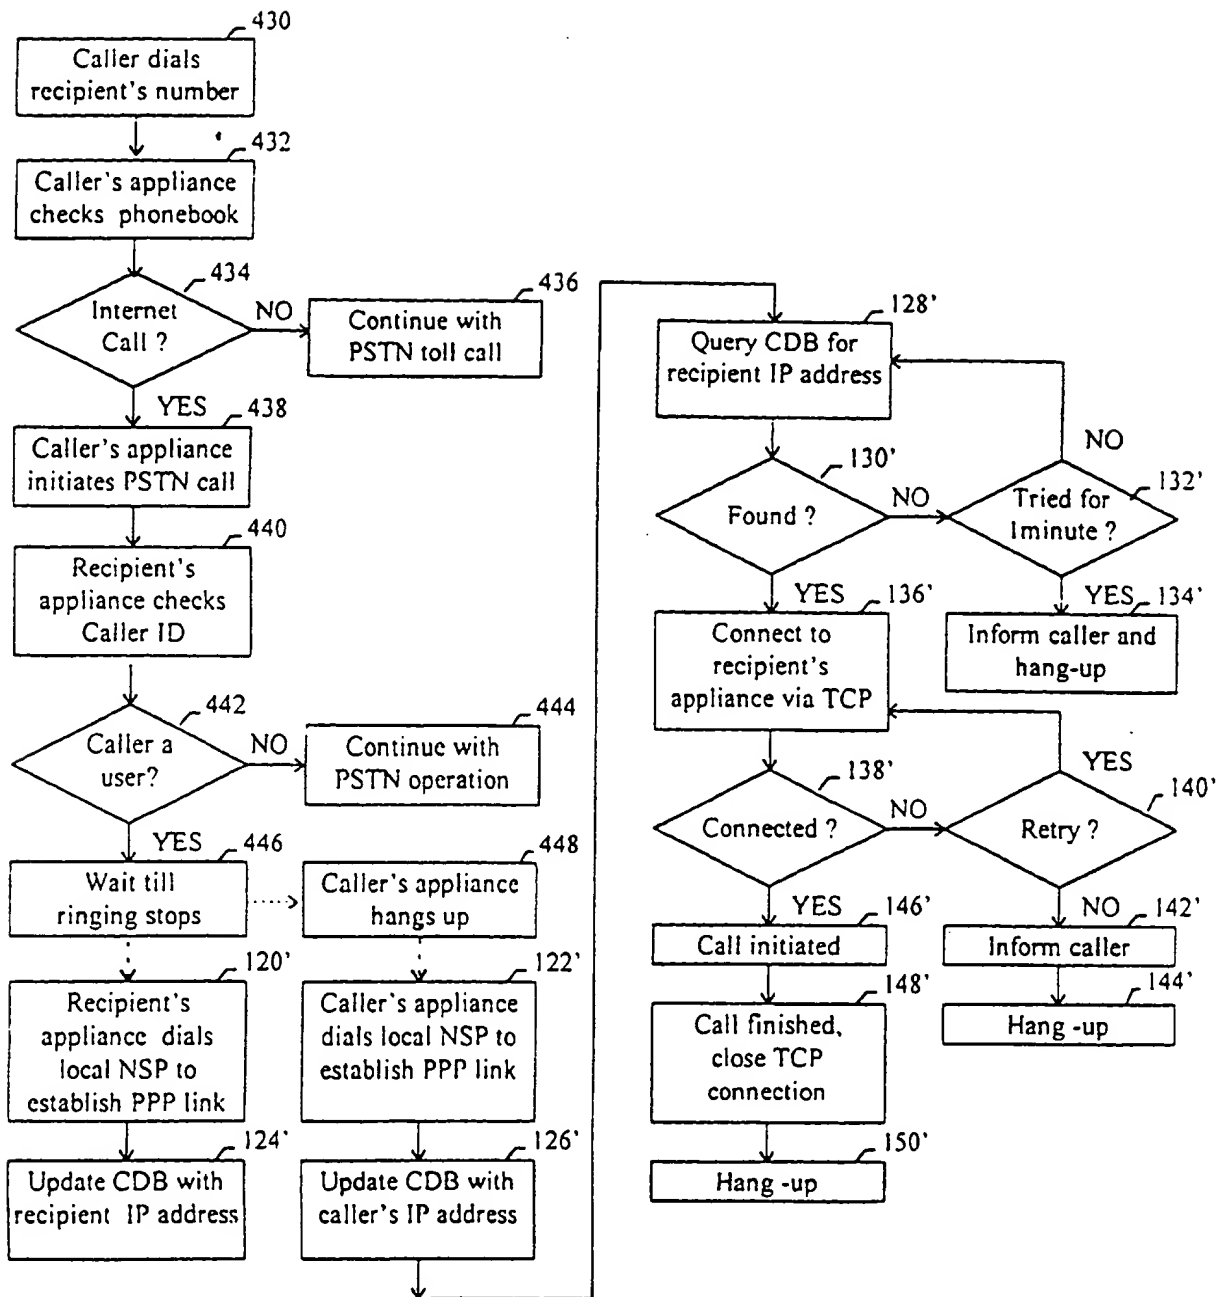 430
Caller dials
recipient's number
432
Caller's appliance
checks phonebook
434
Internet
Call ?
NO
436
Continue with
PSTN toll call
YES
438
Caller's appliance
initiates PSTN call
440
Recipient's
appliance checks
Caller ID
442
Caller a
user?
NO
444
Continue with
PSTN operation
YES
446
Wait till
ringing stops
448
Caller's appliance
hangs up
120'
Recipient's
appliance dials
local NSP to
establish PPP link
122'
Caller's appliance
dials local NSP to
establish PPP link
124'
Update CDB with
recipient IP address
126'
Update CDB with
caller's IP address
128'
Query CDB for
recipient IP address
130'
Found ?
NO
132'
Tried for
1minute ?
NO
YES
134'
Inform caller and
hang-up
YES
136'
Connect to
recipient's
appliance via TCP
138'
Connected ?
NO
140'
Retry ?
YES
NO
142'
Inform caller
144'
Hang -up
YES
146'
Call initiated
148'
Call finished,
close TCP
connection
150'
Hang -up